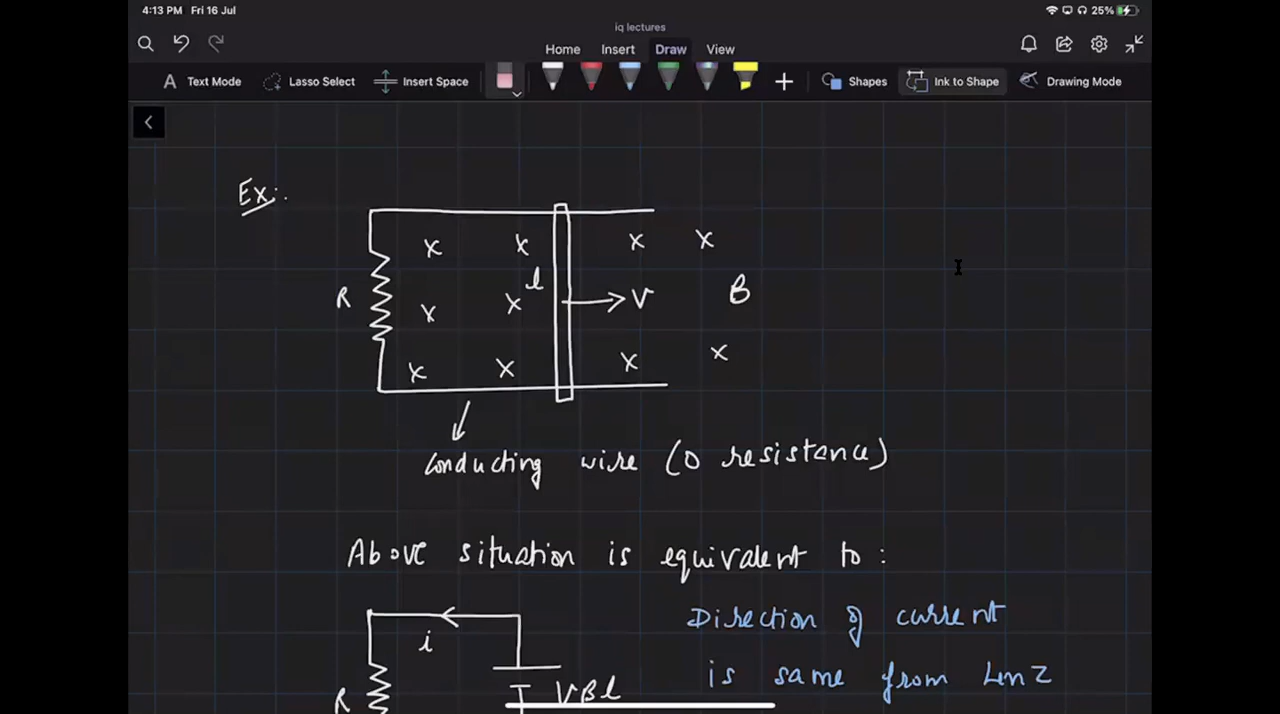 4:13 PM Fri 16 Jul
25%
iq lectures
Home Insert Draw View
A Text Mode Lasso Select Insert Space Shapes Ink to Shape Drawing Mode
Ex:.
x x x x
l
R x x V B
x x x x
Conducting wire (0 resistance)
Above situation is equivalent to :
Direction of current
i
is same from Lenz
R VBl